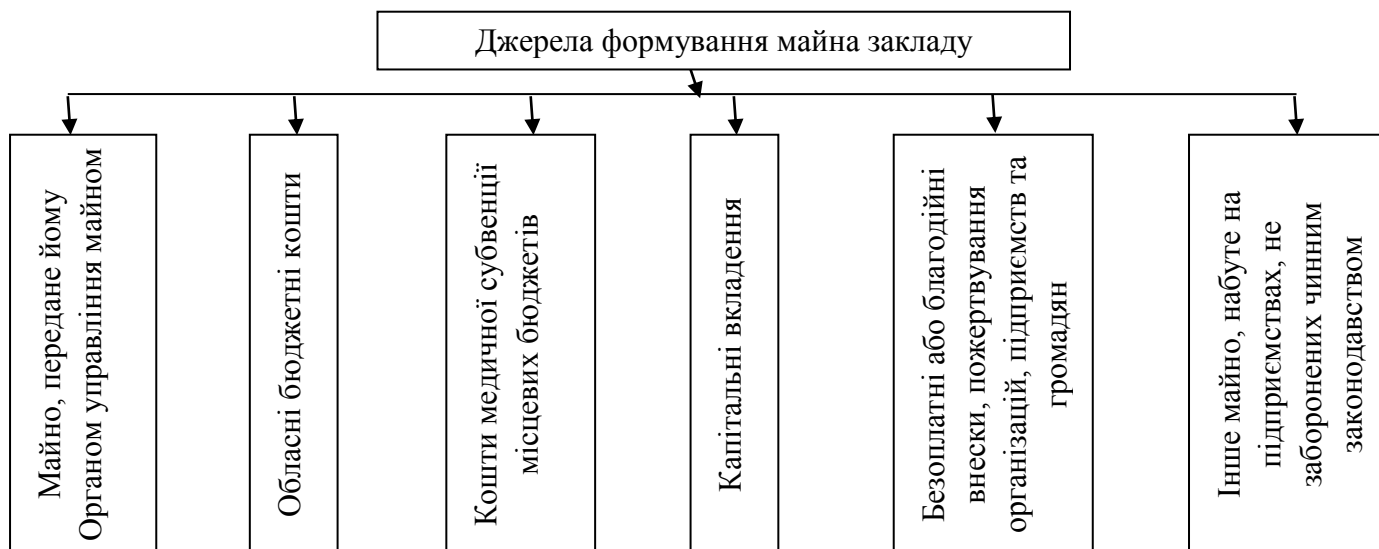 Джерела формування майна закладу
Майно, передане йому
Органом управління майном
Обласні бюджетні кошти
Кошти медичної субвенції
місцевих бюджетів
Капітальні вкладення
Безоплатні або благодійні
внески, пожертвування
організацій, підприємств та
громадян
Інше майно, набуте на
підприємствах, не
заборонених чинним
законодавством